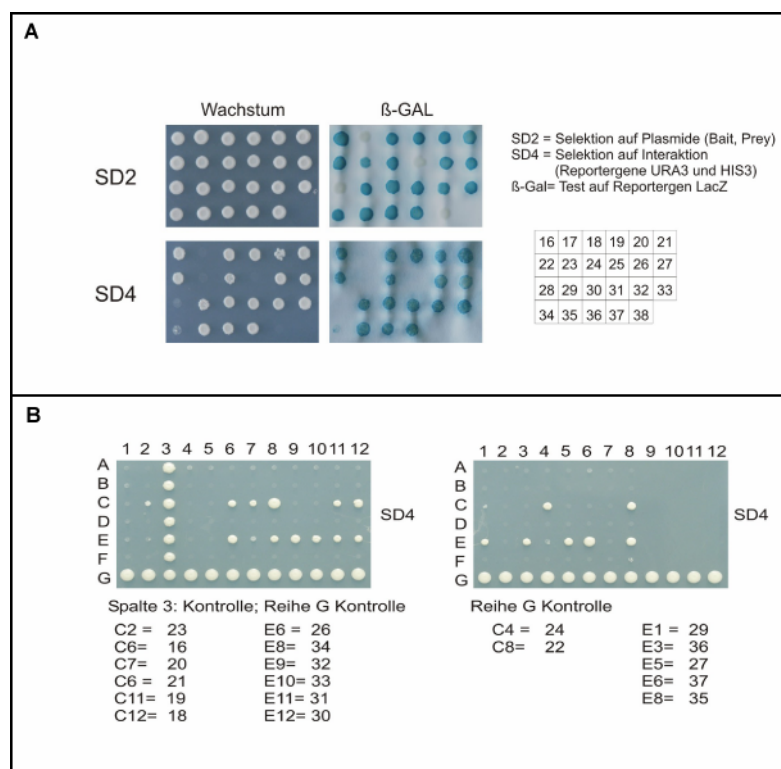 A
Wachstum ß-GAL
SD2
SD4
SD2 = Selektion auf Plasmide (Bait, Prey)
SD4 = Selektion auf Interaktion
(Reportergene URA3 und HIS3)
ß-Gal= Test auf Reportergen LacZ
16 17 18 19 20 21
22 23 24 25 26 27
28 29 30 31 32 33
34 35 36 37 38
B
1 2 3 4 5 6 7 8 9 10 11 12
A
B
C
D
E
F
G
SD4
Spalte 3: Kontrolle; Reihe G Kontrolle
C2 = 23
C6= 16
C7= 20
C6 = 21
C11= 19
C12= 18
E6 = 26
E8= 34
E9= 32
E10= 33
E11= 31
E12= 30
1 2 3 4 5 6 7 8 9 10 11 12
A
B
C
D
E
F
G
SD4
Reihe G Kontrolle
C4 = 24
C8= 22
E1 = 29
E3= 36
E5= 27
E6= 37
E8= 35